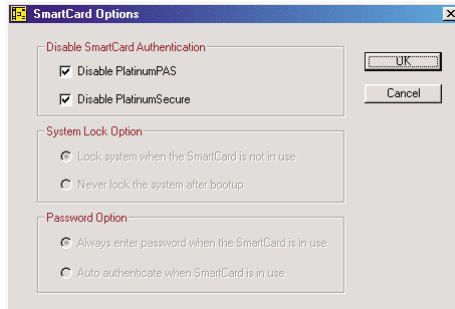 SmartCard Options
Disable SmartCard Authentication
Disable PlatinumPAS
Disable PlatinumSecure
OK
Cancel
System Lock Option
Lock system when the SmartCard is not in use
Never lock the system after bootup
Password Option
Always enter password when the SmartCard is in use
Auto authenticate when SmartCard is in use